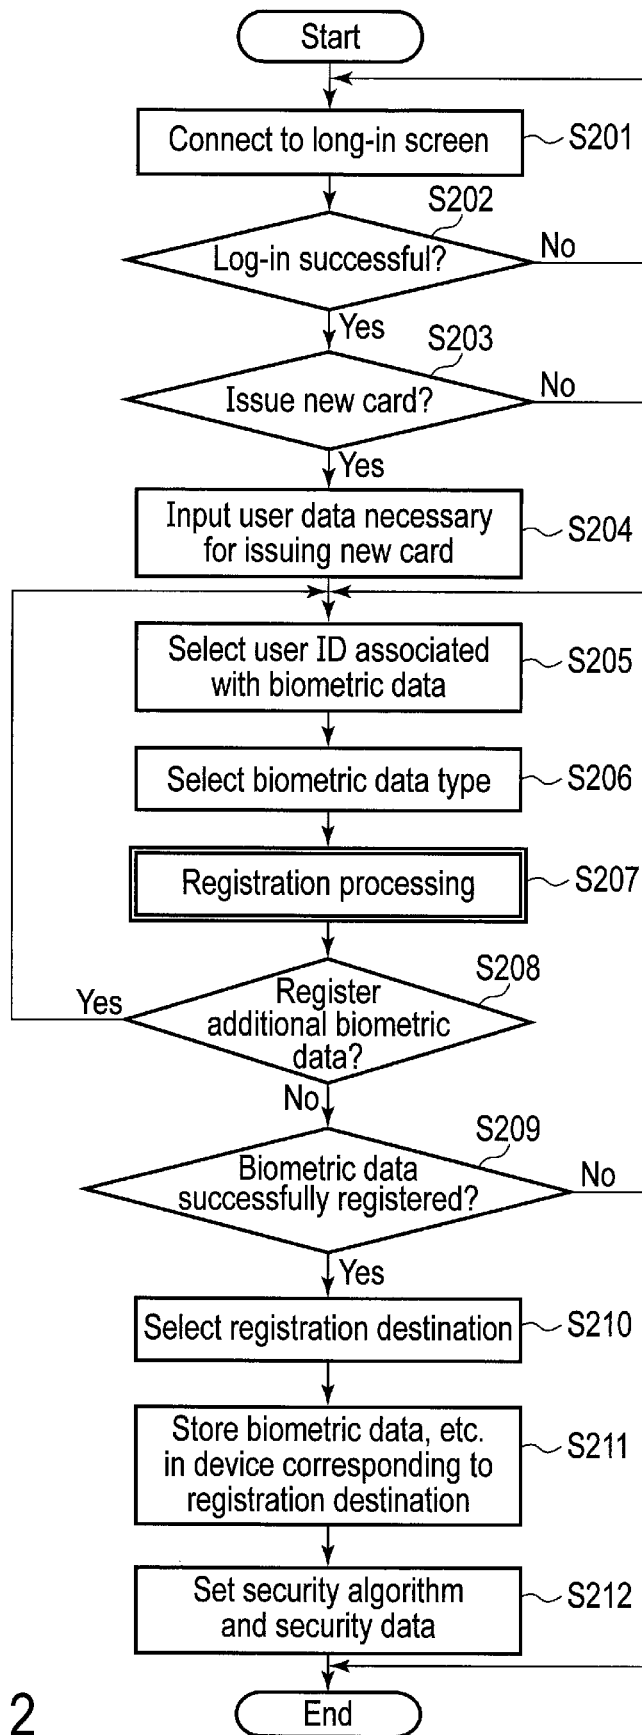 Start
Connect to long-in screen
S201
S202
Log-in successful?
No
Yes
S203
Issue new card?
No
Yes
Input user data necessary
for issuing new card
S204
Select user ID associated
with biometric data
S205
Select biometric data type
S206
Registration processing
S207
S208
Yes
Register
additional biometric
data?
No
S209
Biometric data
successfully registered?
No
Yes
Select registration destination
S210
Store biometric data, etc.
in device corresponding to
registration destination
S211
Set security algorithm
and security data
S212
End
2